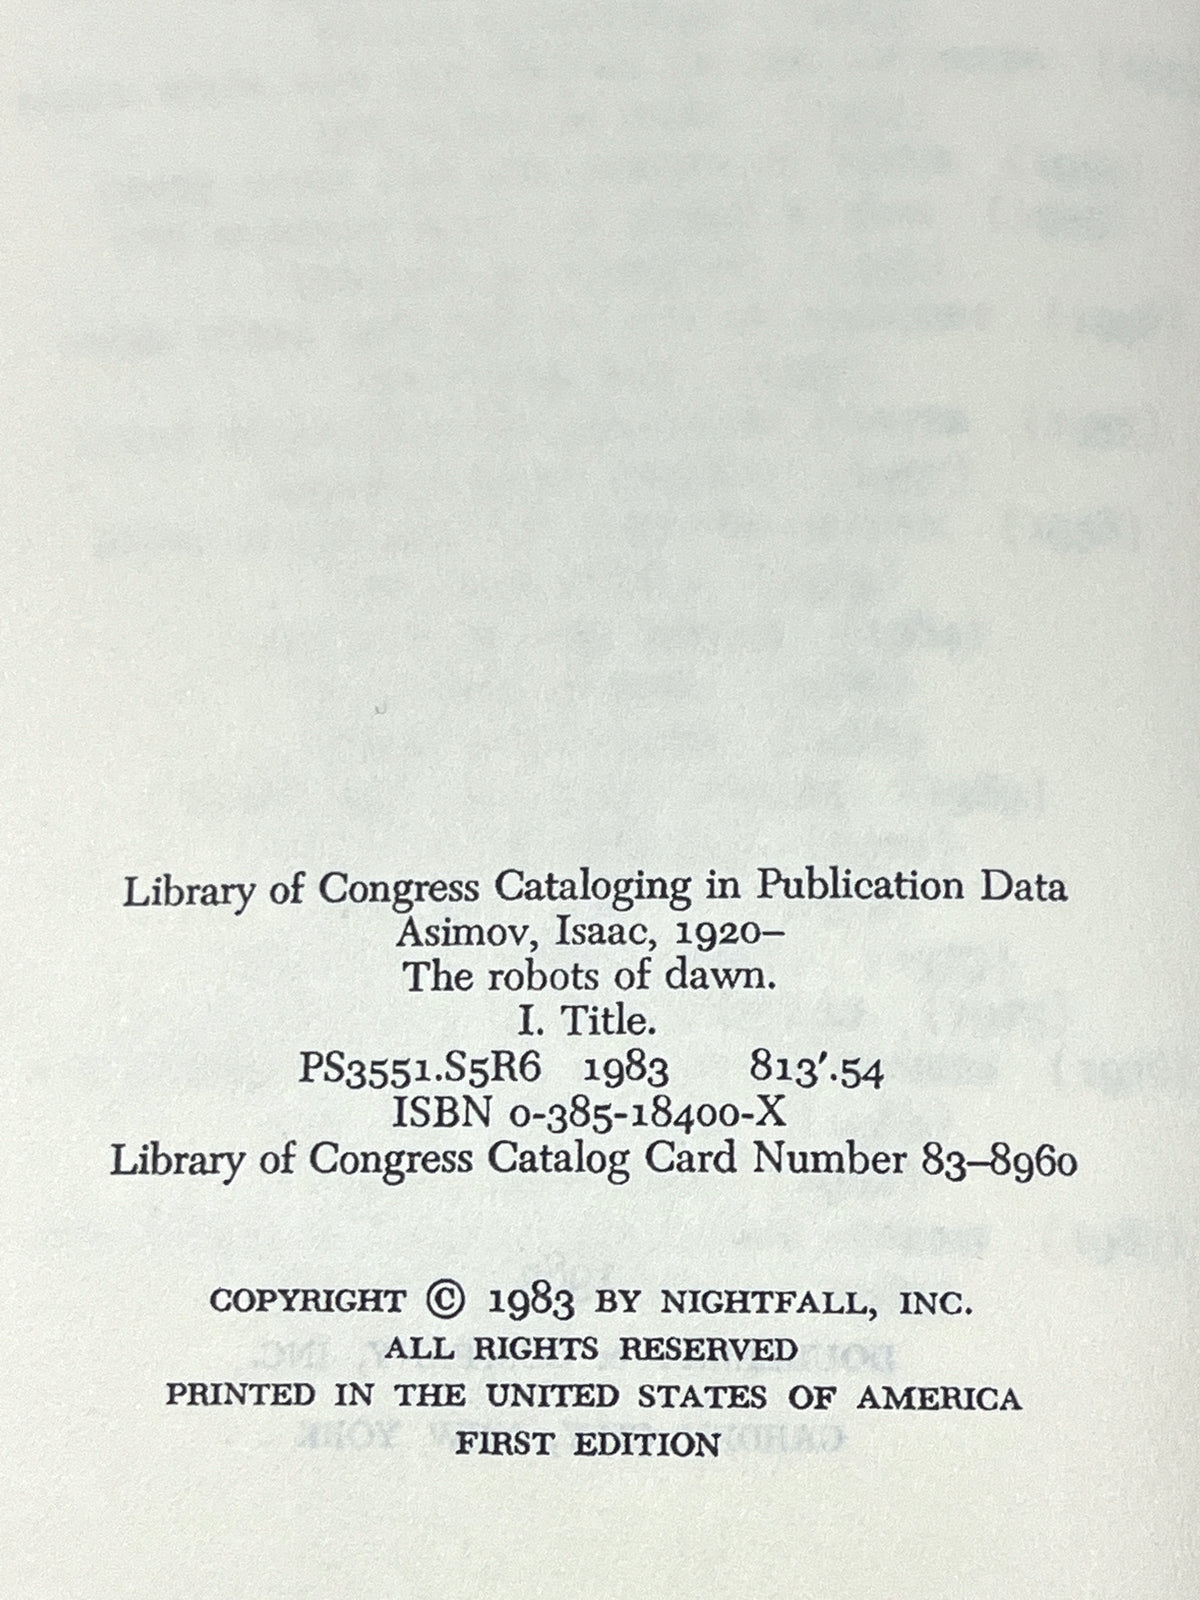 Library of Congress Cataloging in Publication Data
Asimov, Isaac, 1920–
The robots of dawn.
I. Title.
PS3551.S5R6 1983 813′.54
ISBN 0-385-18400-X
Library of Congress Catalog Card Number 83–8960
COPYRIGHT © 1983 BY NIGHTFALL, INC.
ALL RIGHTS RESERVED
PRINTED IN THE UNITED STATES OF AMERICA
FIRST EDITION